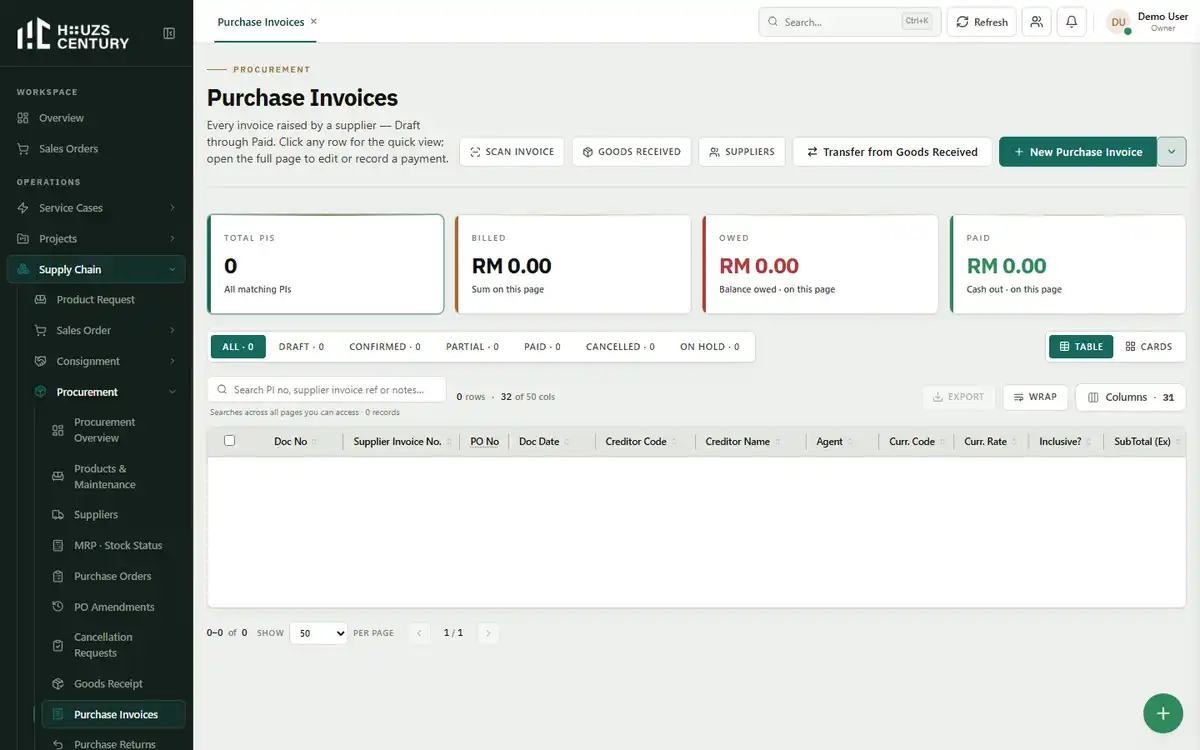 HOUZS CENTURY
WORKSPACE
Overview
Sales Orders
OPERATIONS
Service Cases
Projects
Supply Chain
Product Request
Sales Order
Consignment
Procurement
Procurement Overview
Products & Maintenance
Suppliers
MRP · Stock Status
Purchase Orders
PO Amendments
Cancellation Requests
Goods Receipt
Purchase Invoices
Purchase Returns
Purchase Invoices ×
Search... Ctrl+K
Refresh
DU
Demo User
Owner
PROCUREMENT
Purchase Invoices
Every invoice raised by a supplier — Draft
through Paid. Click any row for the quick view;
open the full page to edit or record a payment.
SCAN INVOICE
GOODS RECEIVED
SUPPLIERS
Transfer from Goods Received
+ New Purchase Invoice
TOTAL PIS
0
All matching PIs
BILLED
RM 0.00
Sum on this page
OWED
RM 0.00
Balance owed · on this page
PAID
RM 0.00
Cash out · on this page
ALL · 0 DRAFT · 0 CONFIRMED · 0 PARTIAL · 0 PAID · 0 CANCELLED · 0 ON HOLD · 0
TABLE CARDS
Search PI no, supplier invoice ref or notes...
0 rows · 32 of 50 cols
EXPORT
WRAP
Columns · 31
Searches across all pages you can access · 0 records
Doc No Supplier Invoice No. PO No Doc Date Creditor Code Creditor Name Agent Curr. Code Curr. Rate Inclusive? SubTotal (Ex)
0–0 of 0 SHOW 50 PER PAGE 1 / 1
+